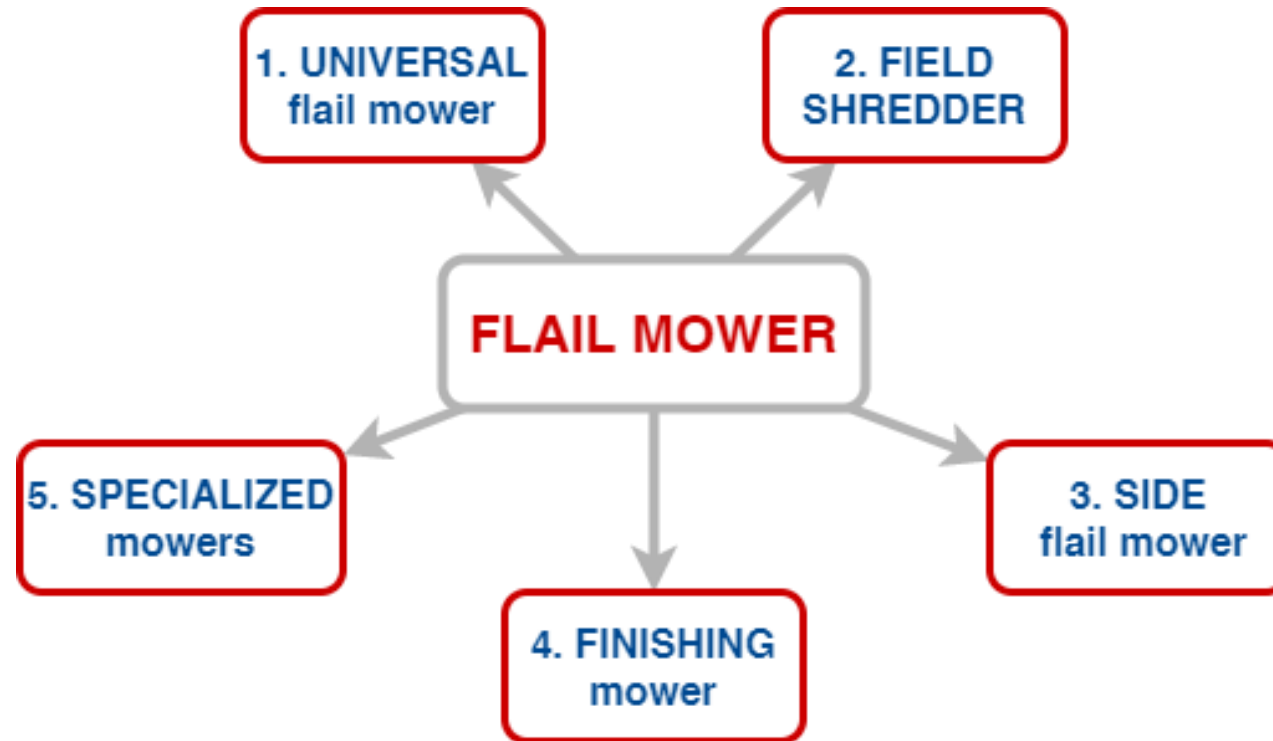 1. UNIVERSAL
flail mower
2. FIELD
SHREDDER
FLAIL MOWER
5. SPECIALIZED
mowers
3. SIDE
flail mower
4. FINISHING
mower